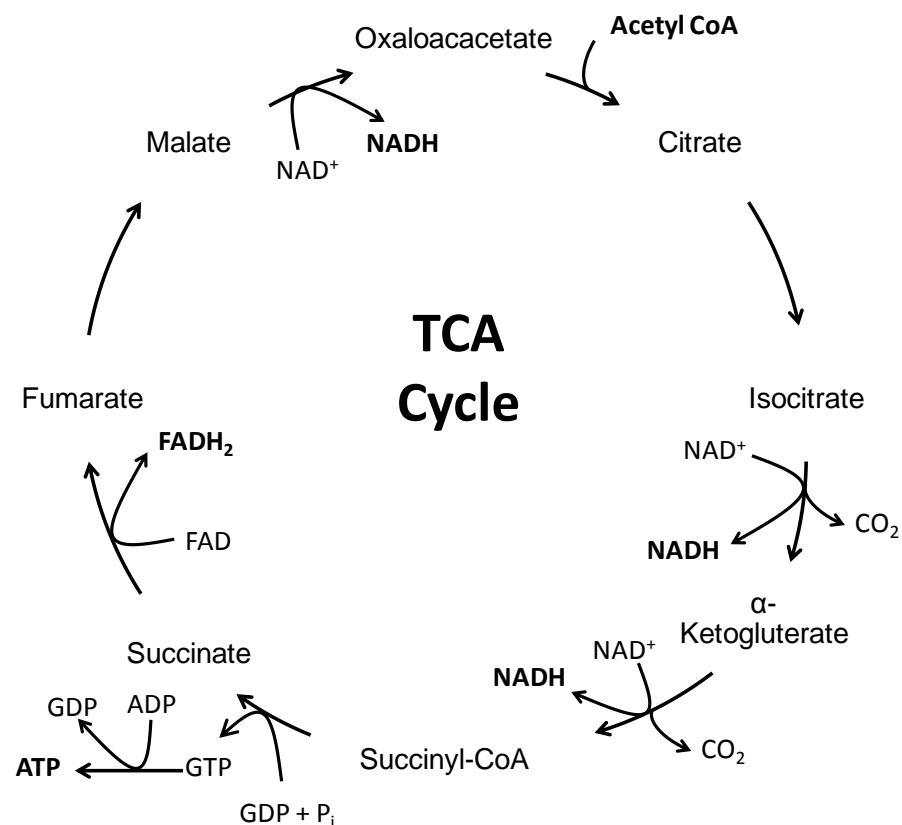 Oxaloacacetate
Acetyl CoA
Malate
NAD⁺
NADH
Citrate
TCA
Cycle
Fumarate
Isocitrate
FADH₂
FAD
NAD⁺
NADH
CO₂
α-
Ketogluterate
Succinate
NAD⁺
NADH
CO₂
GDP
ADP
ATP
GTP
Succinyl-CoA
GDP + Pᵢ